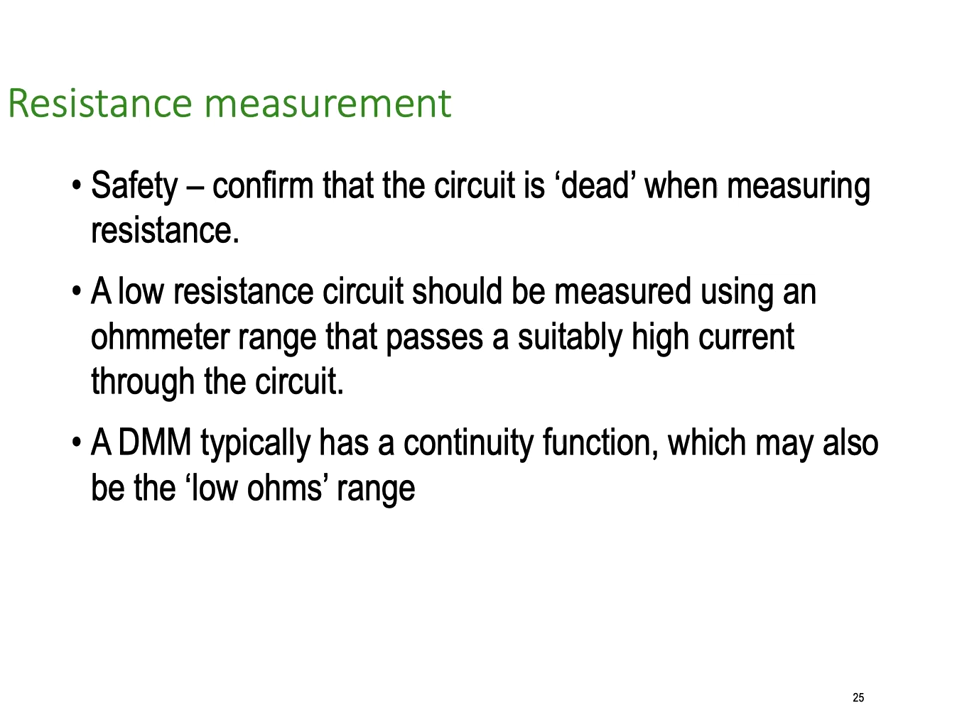 Resistance measurement
• Safety – confirm that the circuit is ‘dead’ when measuring
resistance.
• A low resistance circuit should be measured using an
ohmmeter range that passes a suitably high current
through the circuit.
• A DMM typically has a continuity function, which may also
be the ‘low ohms’ range
25